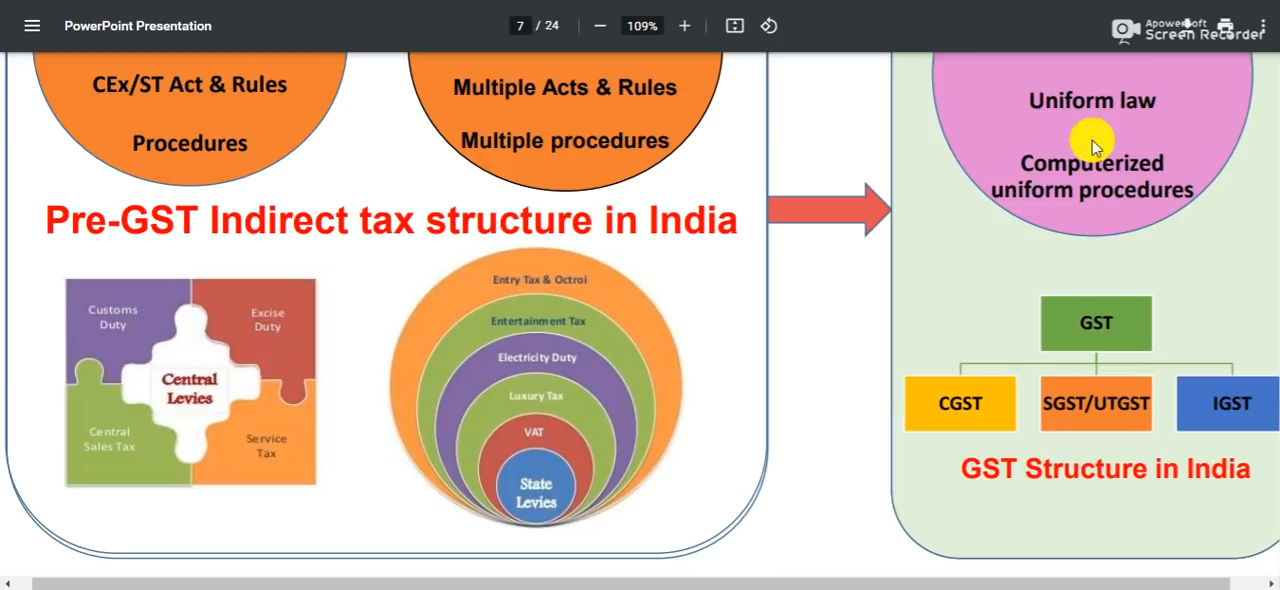 PowerPoint Presentation
7 / 24
109%
Apowersoft
Screen Recorder
CEx/ST Act & Rules
Procedures
Multiple Acts & Rules
Multiple procedures
Uniform law
Computerized
uniform procedures
Pre-GST Indirect tax structure in India
Customs
Duty
Excise
Duty
Central
Levies
Central
Sales Tax
Service
Tax
Entry Tax & Octroi
Entertainment Tax
Electricity Duty
Luxury Tax
VAT
State
Levies
GST
CGST
SGST/UTGST
IGST
GST Structure in India